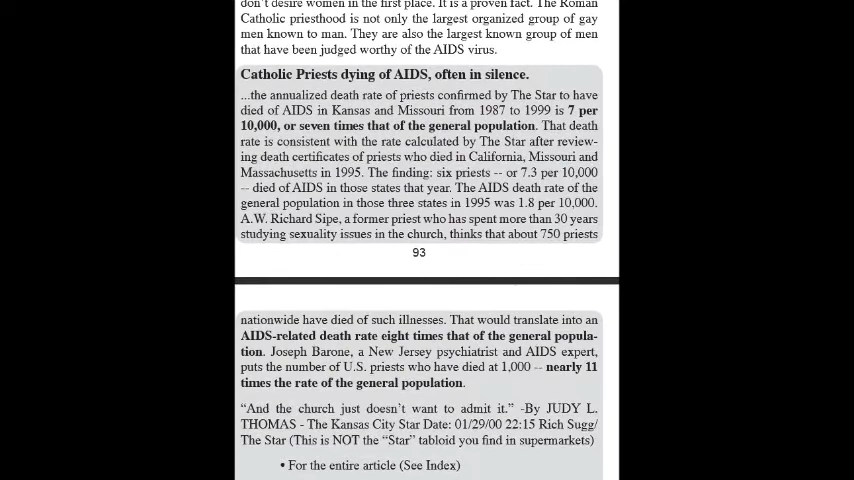 don't desire women in the first place. It is a proven fact. The Roman
Catholic priesthood is not only the largest organized group of gay
men known to man. They are also the largest known group of men
that have been judged worthy of the AIDS virus.
Catholic Priests dying of AIDS, often in silence.
...the annualized death rate of priests confirmed by The Star to have
died of AIDS in Kansas and Missouri from 1987 to 1999 is 7 per
10,000, or seven times that of the general population. That death
rate is consistent with the rate calculated by The Star after review-
ing death certificates of priests who died in California, Missouri and
Massachusetts in 1995. The finding: six priests -- or 7.3 per 10,000
-- died of AIDS in those states that year. The AIDS death rate of the
general population in those three states in 1995 was 1.8 per 10,000.
A.W. Richard Sipe, a former priest who has spent more than 30 years
studying sexuality issues in the church, thinks that about 750 priests
93
nationwide have died of such illnesses. That would translate into an
AIDS-related death rate eight times that of the general popula-
tion. Joseph Barone, a New Jersey psychiatrist and AIDS expert,
puts the number of U.S. priests who have died at 1,000 -- nearly 11
times the rate of the general population.
“And the church just doesn't want to admit it.” -By JUDY L.
THOMAS - The Kansas City Star Date: 01/29/00 22:15 Rich Sugg/
The Star (This is NOT the “Star” tabloid you find in supermarkets)
• For the entire article (See Index)